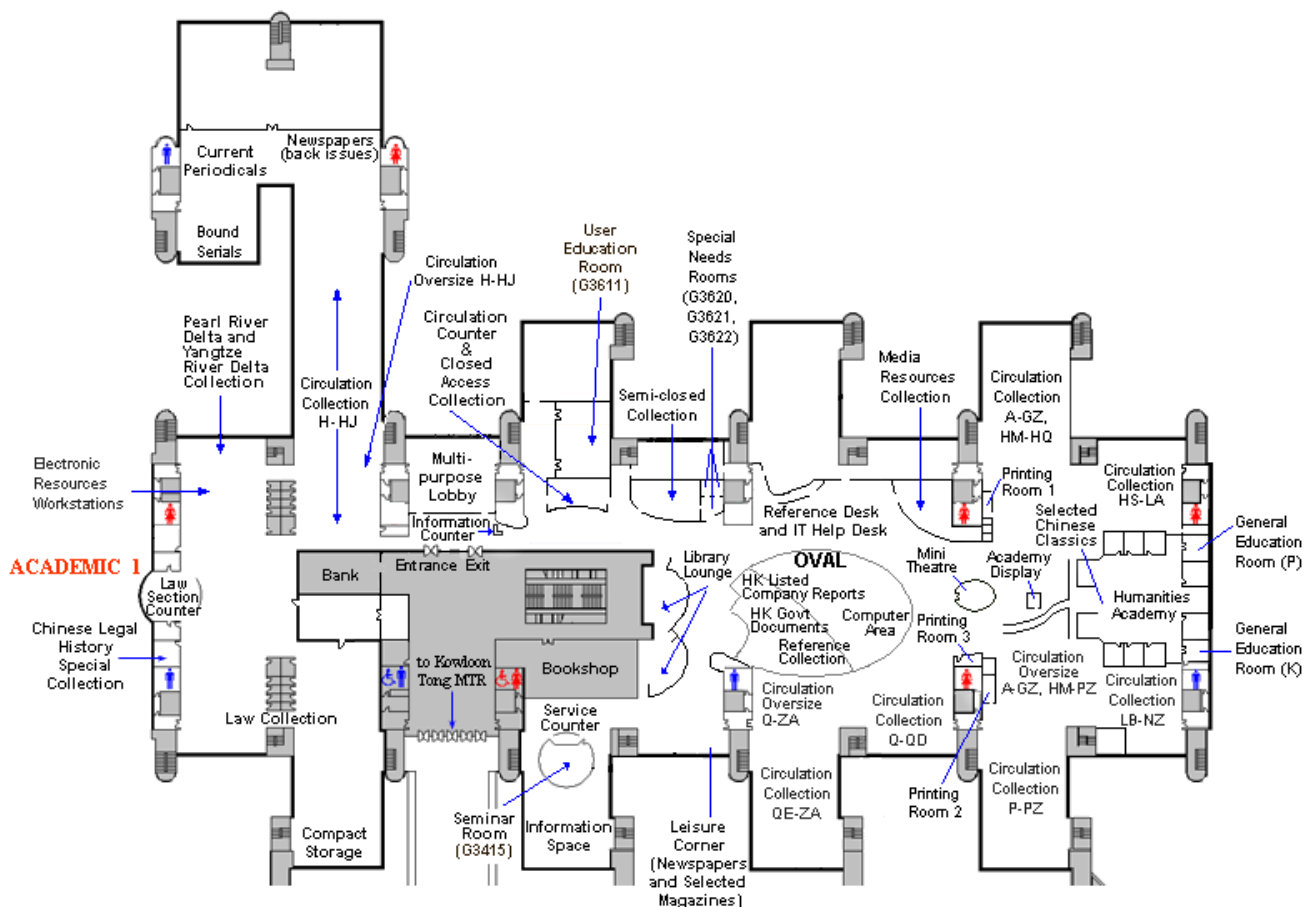 Newspapers
(back issues)
Current
Periodicals
Bound
Serials
Circulation
Oversize H-HJ
User
Education
Room
(G3611)
Special
Needs
Rooms
(G3620,
G3621,
G3622)
Pearl River
Delta and
Yangtze
River Delta
Collection
Circulation
Counter
&
Closed
Access
Collection
Circulation
Collection
H-HJ
Semi-closed
Collection
Media
Resources
Collection
Circulation
Collection
A-GZ,
HM-HQ
Electronic
Resources
Workstations
Multi-
purpose
Lobby
Information
Counter
Reference Desk
and IT Help Desk
Printing
Room 1
Circulation
Collection
HS-LA
Selected
Chinese
Classics
General
Education
Room (P)
ACADEMIC 1
Law
Section
Counter
Bank
Entrance
Exit
Library
Lounge
OVAL
HK Listed
Company Reports
HK Govt
Documents
Reference
Collection
Computer
Area
Mini
Theatre
Academy
Display
Humanities
Academy
Chinese Legal
History
Special
Collection
to Kowloon
Tong MTR
Bookshop
Printing
Room 3
Circulation
Oversize
A-GZ, HM-PZ
General
Education
Room (K)
Law Collection
Service
Counter
Circulation
Oversize
Q-ZA
Circulation
Collection
Q-QD
Circulation
Collection
LB-NZ
Circulation
Collection
QE-ZA
Printing
Room 2
Circulation
Collection
P-PZ
Compact
Storage
Seminar
Room
(G3415)
Information
Space
Leisure
Corner
(Newspapers
and Selected
Magazines)